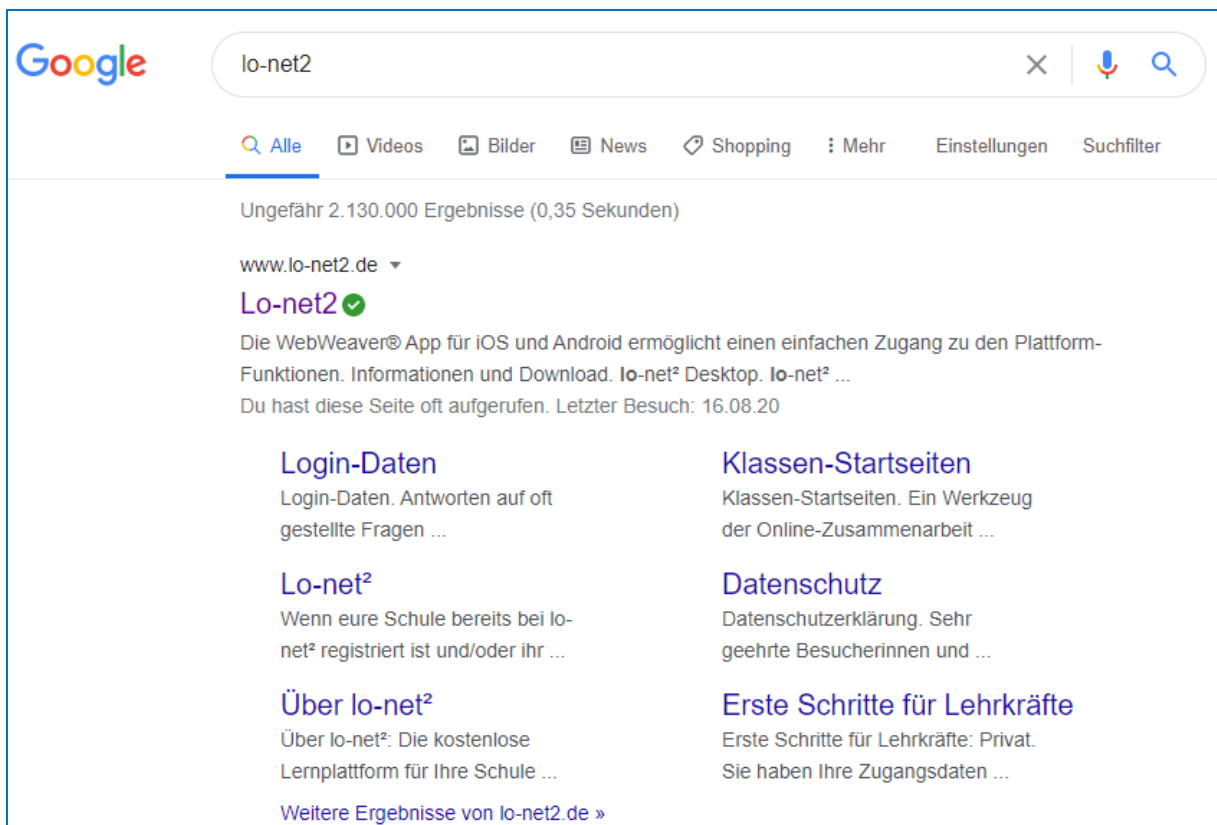 Google
lo-net2
Alle Videos Bilder News Shopping Mehr Einstellungen Suchfilter
Ungefähr 2.130.000 Ergebnisse (0,35 Sekunden)
www.lo-net2.de
Lo-net2
Die WebWeaver® App für iOS und Android ermöglicht einen einfachen Zugang zu den Plattform-
Funktionen. Informationen und Download. lo-net² Desktop. lo-net² ...
Du hast diese Seite oft aufgerufen. Letzter Besuch: 16.08.20
Login-Daten
Login-Daten. Antworten auf oft
gestellte Fragen ...
Klassen-Startseiten
Klassen-Startseiten. Ein Werkzeug
der Online-Zusammenarbeit ...
Lo-net²
Wenn eure Schule bereits bei lo-
net² registriert ist und/oder ihr ...
Datenschutz
Datenschutzerklärung. Sehr
geehrte Besucherinnen und ...
Über lo-net²
Über lo-net²: Die kostenlose
Lernplattform für Ihre Schule ...
Erste Schritte für Lehrkräfte
Erste Schritte für Lehrkräfte: Privat.
Sie haben Ihre Zugangsdaten ...
Weitere Ergebnisse von lo-net2.de »